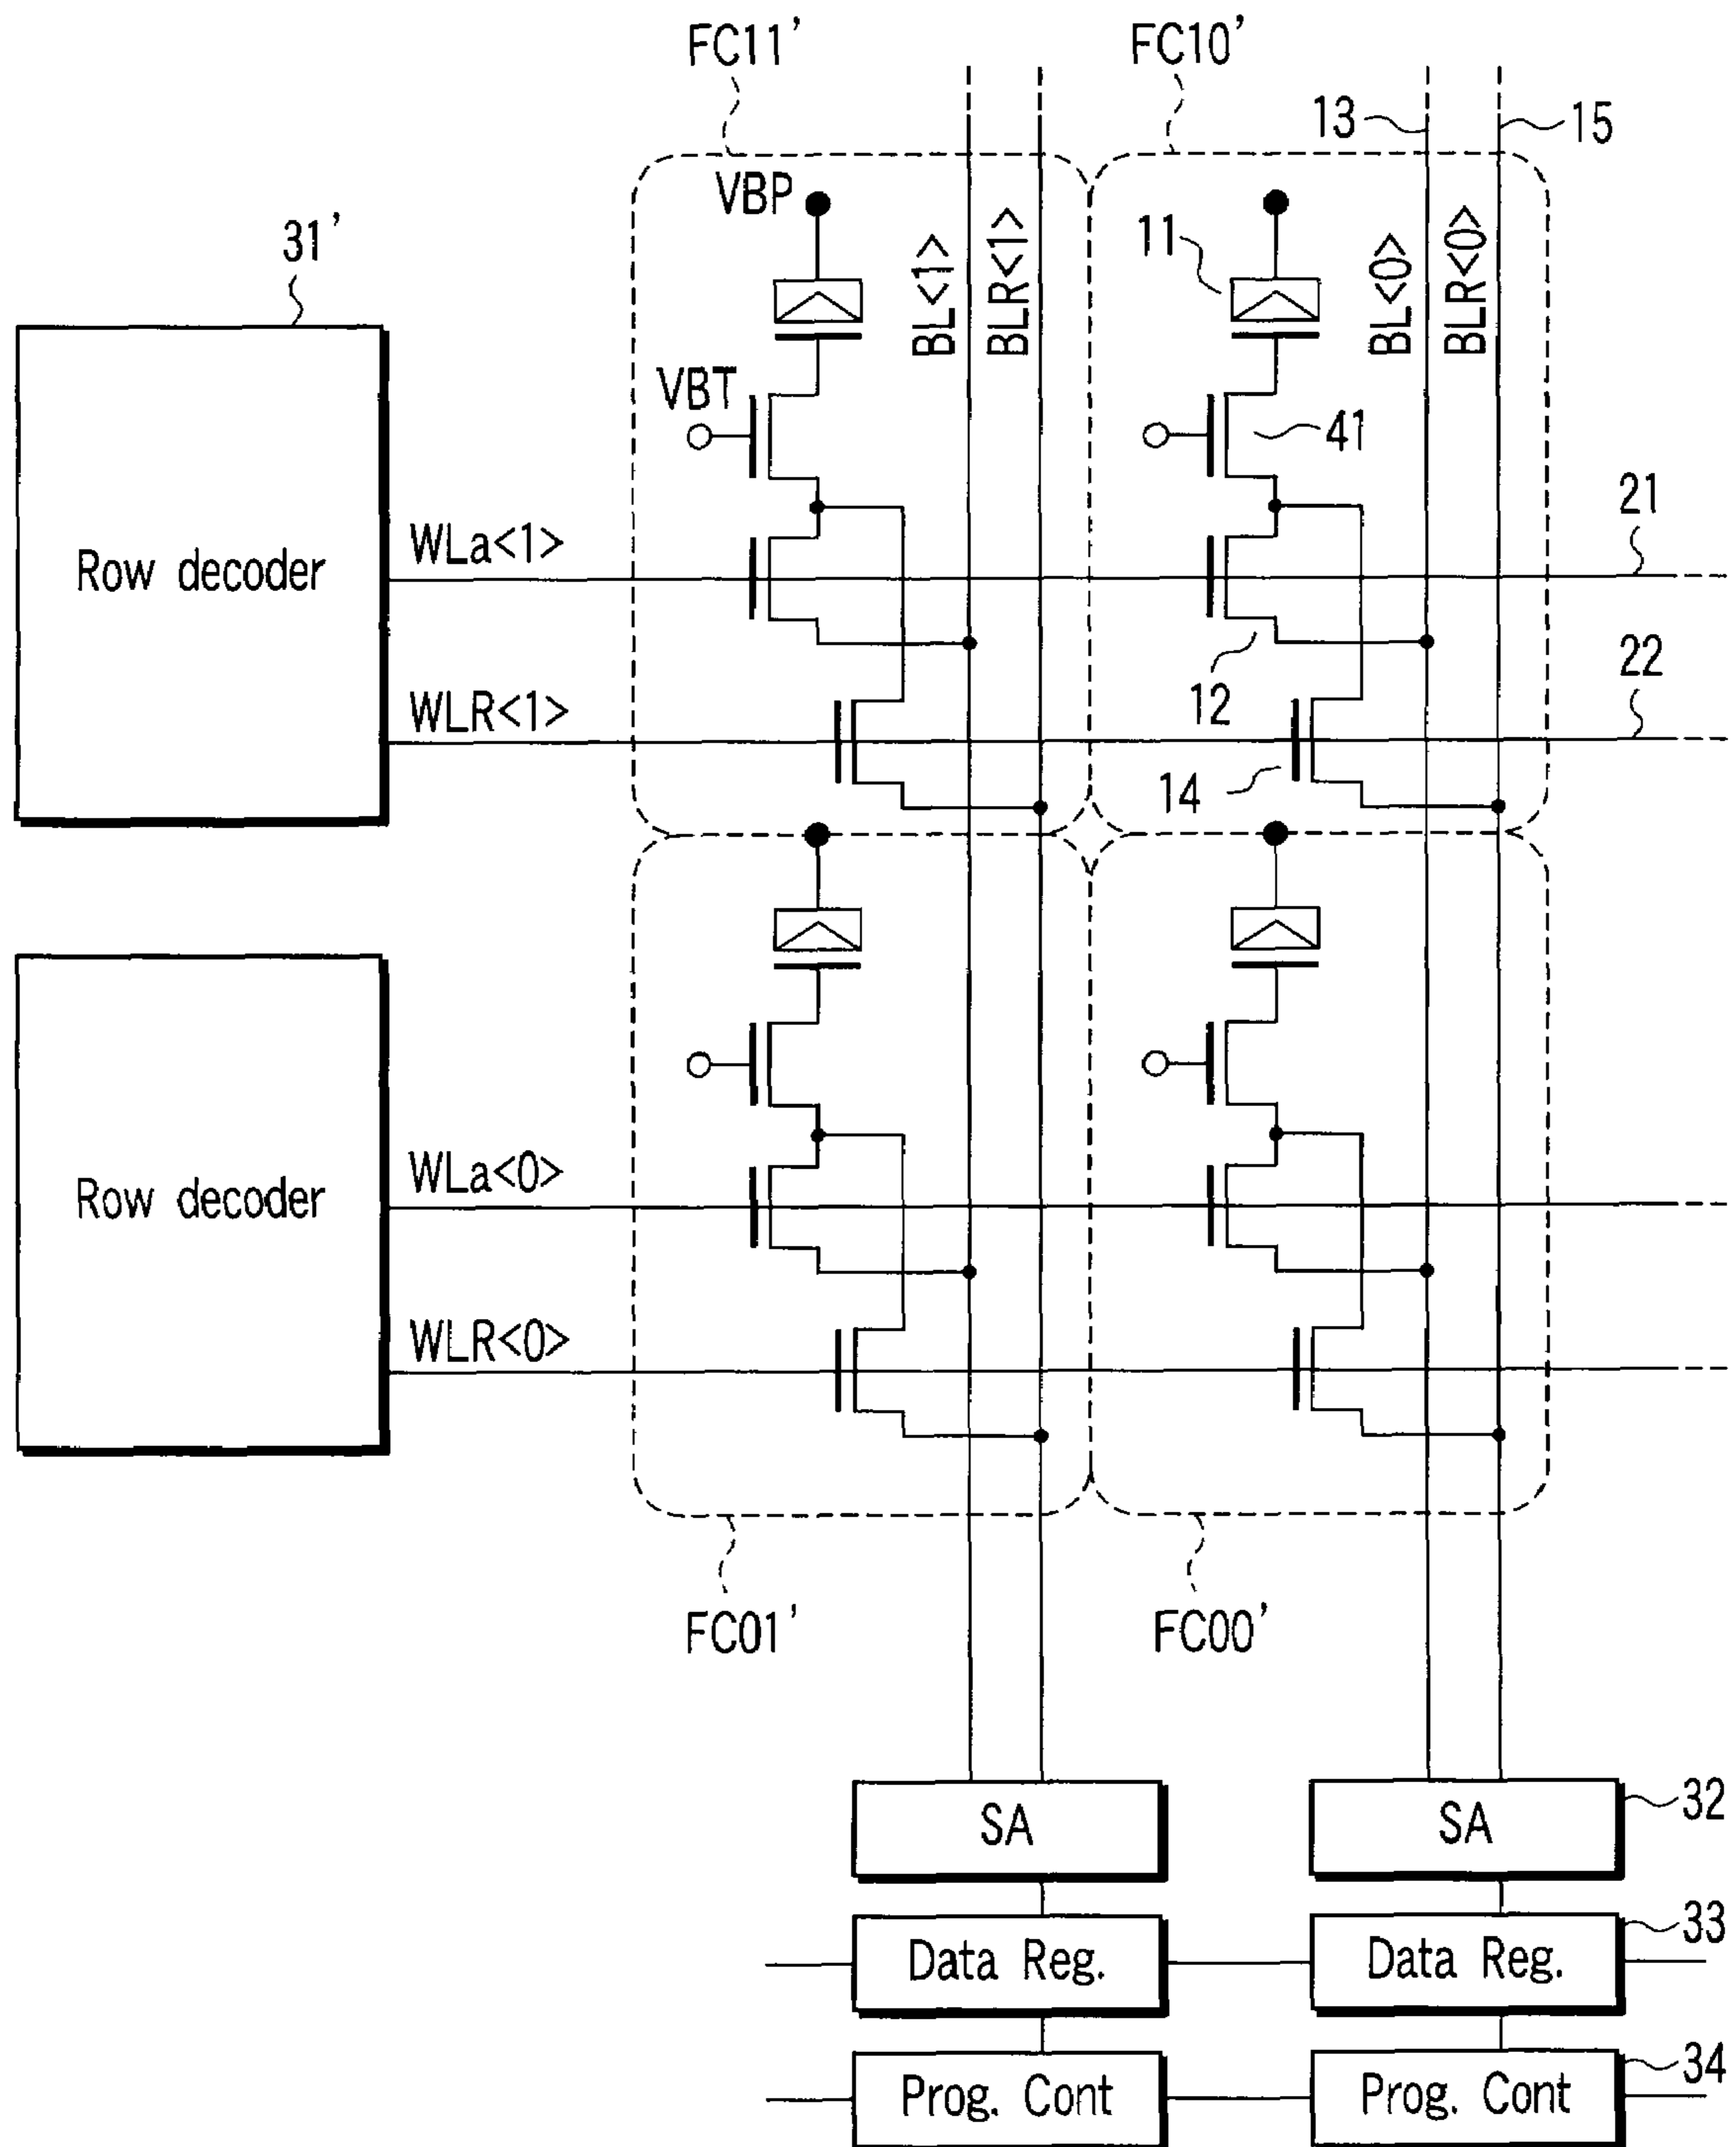 FC11' FC10'
13 15
VBP
31' 11
BL<1> BLR<1> BL<0> BLR<0>
VBT 41
21
WLa<1>
Row decoder
22
WLR<1> 12
14
WLa<0>
Row decoder
WLR<0>
FC01' FC00'
SA SA 32
Data Reg. Data Reg. 33
Prog. Cont Prog. Cont 34